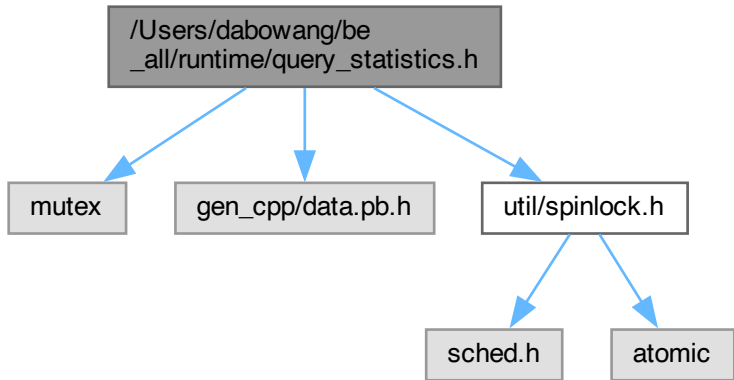 /Users/dabowang/be
_all/runtime/query_statistics.h
mutex
gen_cpp/data.pb.h
util/spinlock.h
sched.h
atomic